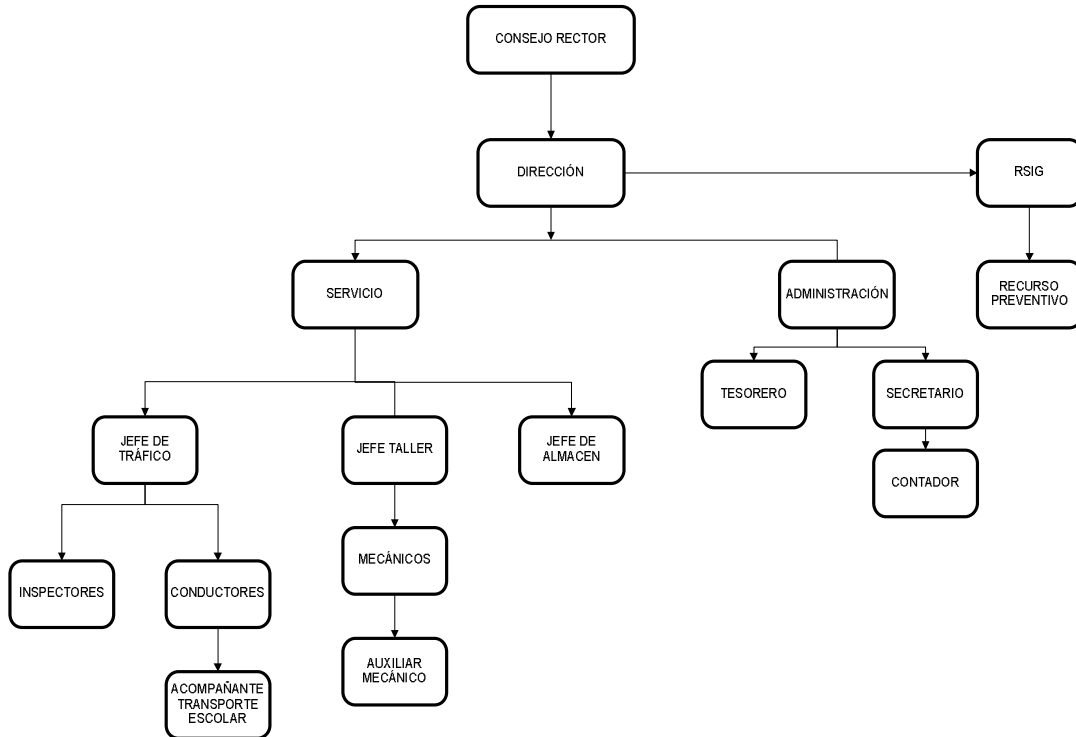 CONSEJO RECTOR
DIRECCIÓN
RSIG
SERVICIO
ADMINISTRACIÓN
RECURSO
PREVENTIVO
TESORERO
SECRETARIO
JEFE DE
TRÁFICO
JEFE TALLER
JEFE DE
ALMACEN
CONTADOR
MECÁNICOS
INSPECTORES
CONDUCTORES
AUXILIAR
MECÁNICO
ACOMPAÑANTE
TRANSPORTE
ESCOLAR